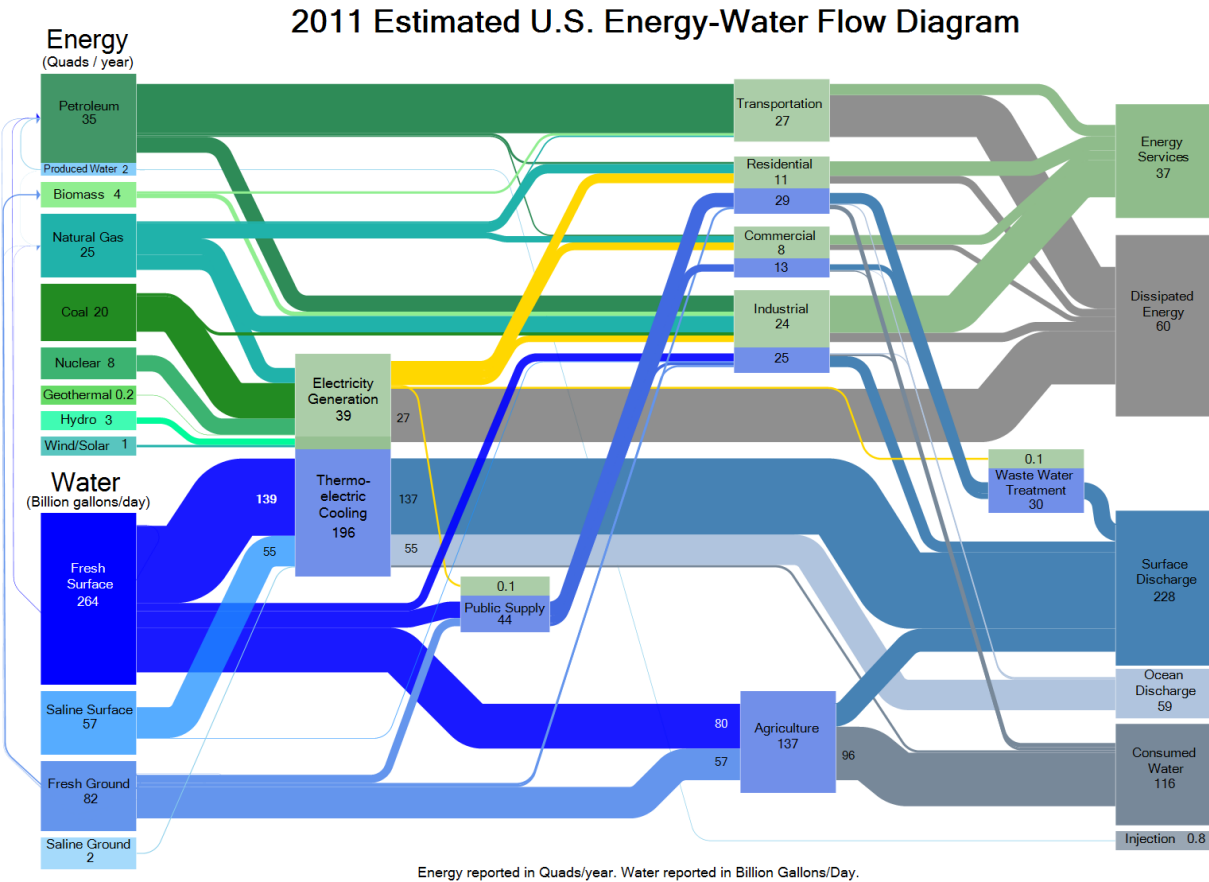 2011 Estimated U.S. Energy-Water Flow Diagram
Energy
(Quads / year)
Petroleum
35
Produced Water 2
Biomass 4
Natural Gas
25
Coal 20
Nuclear 8
Geothermal 0.2
Hydro 3
Wind/Solar 1
Water
(Billion gallons/day)
Fresh
Surface
264
Saline Surface
57
Fresh Ground
82
Saline Ground
2
Electricity
Generation
39
27
Thermo-
electric
Cooling
196
139
55
137
55
0.1
Public Supply
44
Transportation
27
Residential
11
29
Commercial
8
13
Industrial
24
25
80
57
Agriculture
137
96
0.1
Waste Water
Treatment
30
Energy
Services
37
Dissipated
Energy
60
Surface
Discharge
228
Ocean
Discharge
59
Consumed
Water
116
Injection 0.8
Energy reported in Quads/year. Water reported in Billion Gallons/Day.